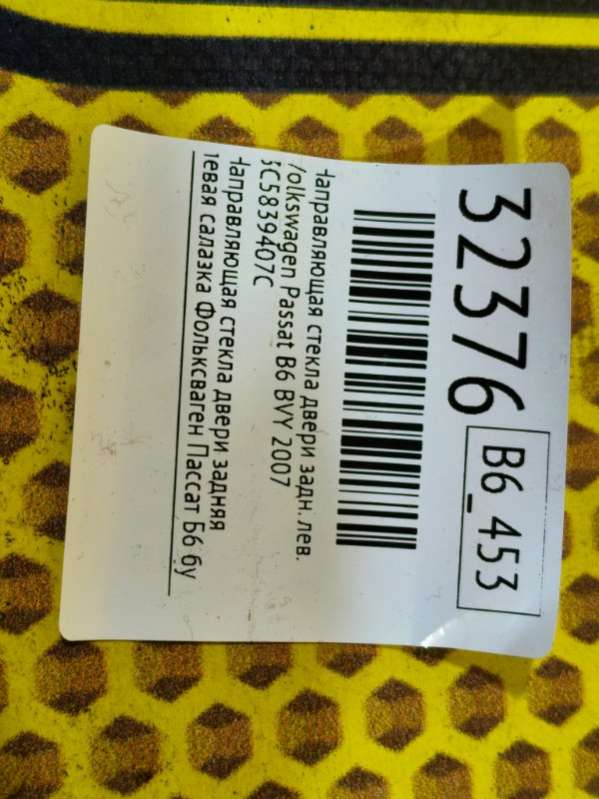 32376
B6_453
Направляющая стекла двери задн. лев.
Volkswagen Passat B6 BVY 2007
3C5839407C
Направляющая стекла двери задняя
левая салазка Фольксваген Пассат Б6 бу